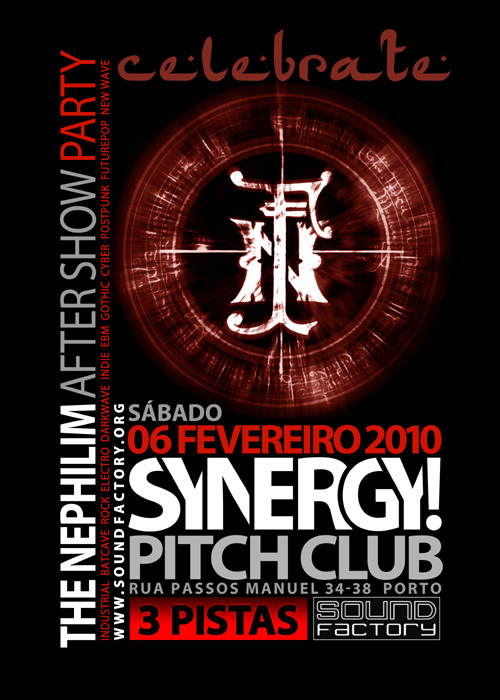 celebrate
THE NEPHILIM AFTER SHOW PARTY
INDUSTRIAL BATCAVE ROCK ELECTRO DARKWAVE INDIE EBM GOTHIC CYBER POSTPUNK FUTUREPOP NEW WAVE
WWW.SOUNDFACTORY.ORG
SÁBADO
06 FEVEREIRO 2010
SYNERGY!
PITCH CLUB
RUA PASSOS MANUEL 34-38 PORTO
3 PISTAS
SOUND
FACTORY